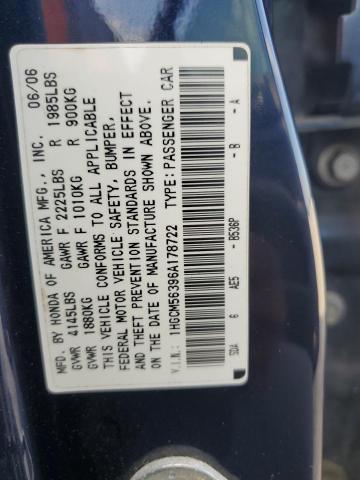 MFD. BY HONDA OF AMERICA MFG., INC. 06/06
GVWR 4145LBS GAWR F 2225LBS R 1985LBS
GVWR 1880KG GAWR F 1010KG R 900KG
THIS VEHICLE CONFORMS TO ALL APPLICABLE
FEDERAL MOTOR VEHICLE SAFETY, BUMPER,
AND THEFT PREVENTION STANDARDS IN EFFECT
ON THE DATE OF MANUFACTURE SHOWN ABOVE.
V.I.N.: 1HGCM56396A178722 TYPE: PASSENGER CAR
SDA 6 AE5 - B536P - B - A